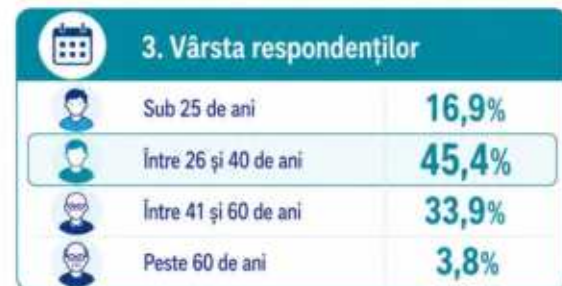 3. Vârsta respondenților
Sub 25 de ani 16,9%
Între 26 și 40 de ani 45,4%
Între 41 și 60 de ani 33,9%
Peste 60 de ani 3,8%